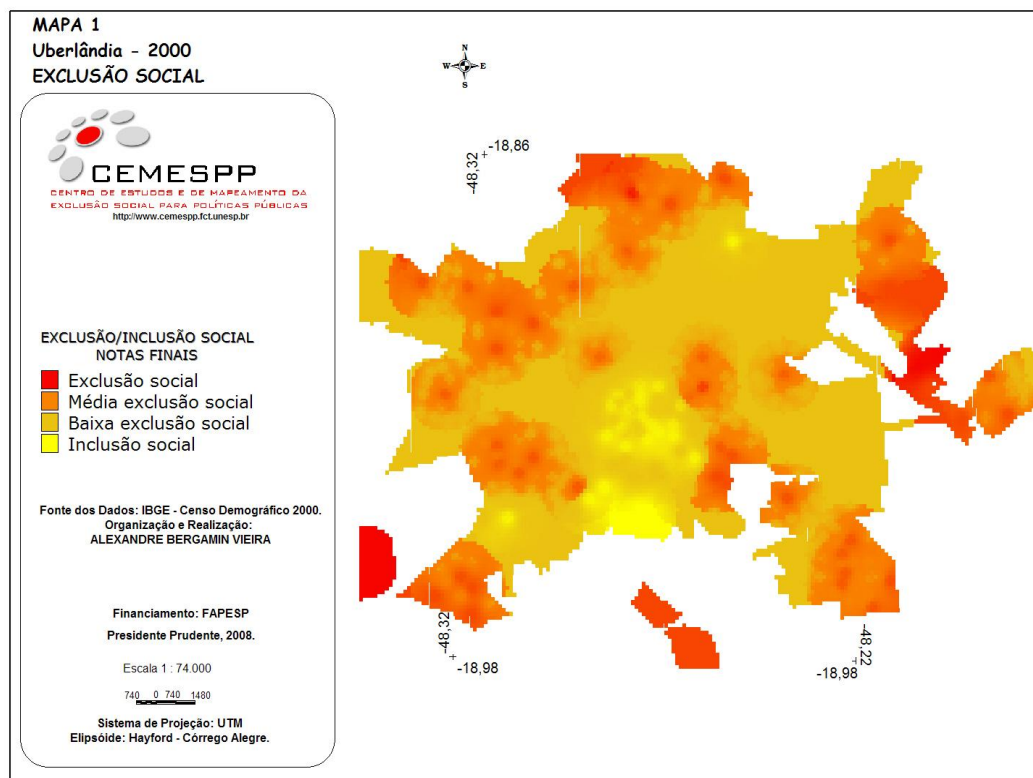 MAPA 1
Uberlândia - 2000
EXCLUSÃO SOCIAL
CEMESPP
CENTRO DE ESTUDOS E DE MAPEAMENTO DA
EXCLUSÃO SOCIAL PARA POLÍTICAS PÚBLICAS
http://www.cemespp.fct.unesp.br
EXCLUSÃO/INCLUSÃO SOCIAL
NOTAS FINAIS
Exclusão social
Média exclusão social
Baixa exclusão social
Inclusão social
Fonte dos Dados: IBGE - Censo Demográfico 2000.
Organização e Realização:
ALEXANDRE BERGAMIN VIEIRA
Financiamento: FAPESP
Presidente Prudente, 2008.
Escala 1 : 74.000
740 0 740 1480
Sistema de Projeção: UTM
Elipsóide: Hayford - Córrego Alegre.
N
W E
S
-18,86
-48,32
-48,32
-18,98
-48,22
-18,98